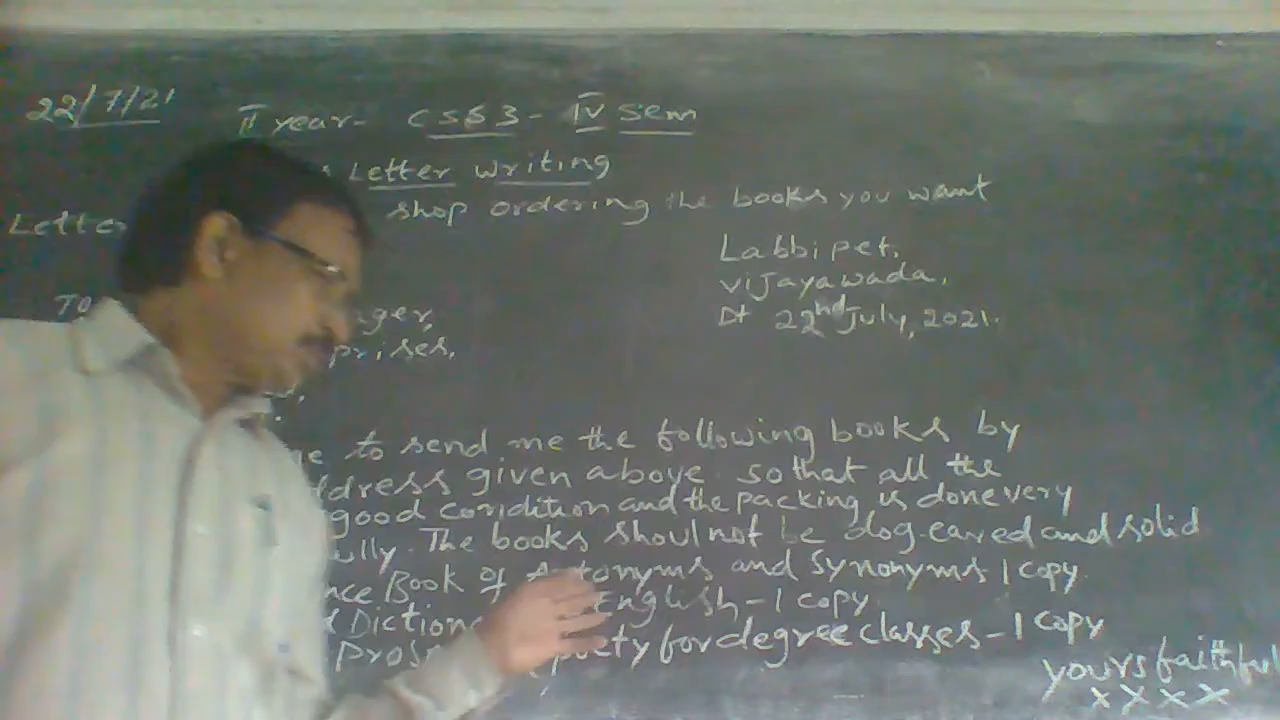 22/7/21
II year- CS63- IV Sem
Letter writing
Letter shop ordering the books you want
Labbipet,
vijayawada,
Dt 22nd July, 2021.
To
ger,
prises,
to send me the following books by
ddress given above so that all the
good condition and the packing is done very
ully. The books shoul not be dog-eared and solid
nce Book of Antonyms and Synonyms-1 copy
Diction English-1 copy
Pros for degree classes-1 copy
yours faithful
xxxx